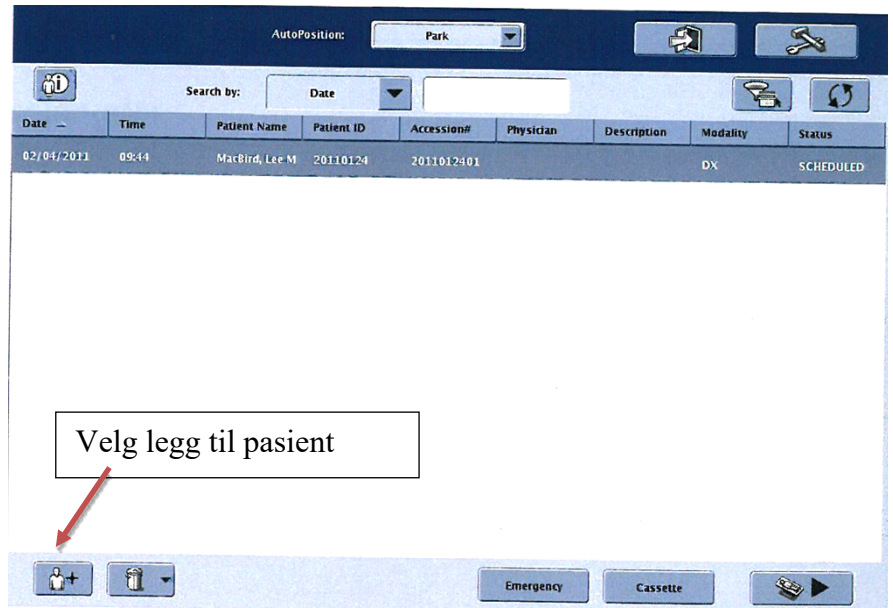 AutoPosition: Park
Search by: Date
Date Time Patient Name Patient ID Accession# Physician Description Modality Status
02/04/2011 09:44 MacBird, Lee M 20110124 2011012401 DX SCHEDULED
Velg legg til pasient
Emergency Cassette